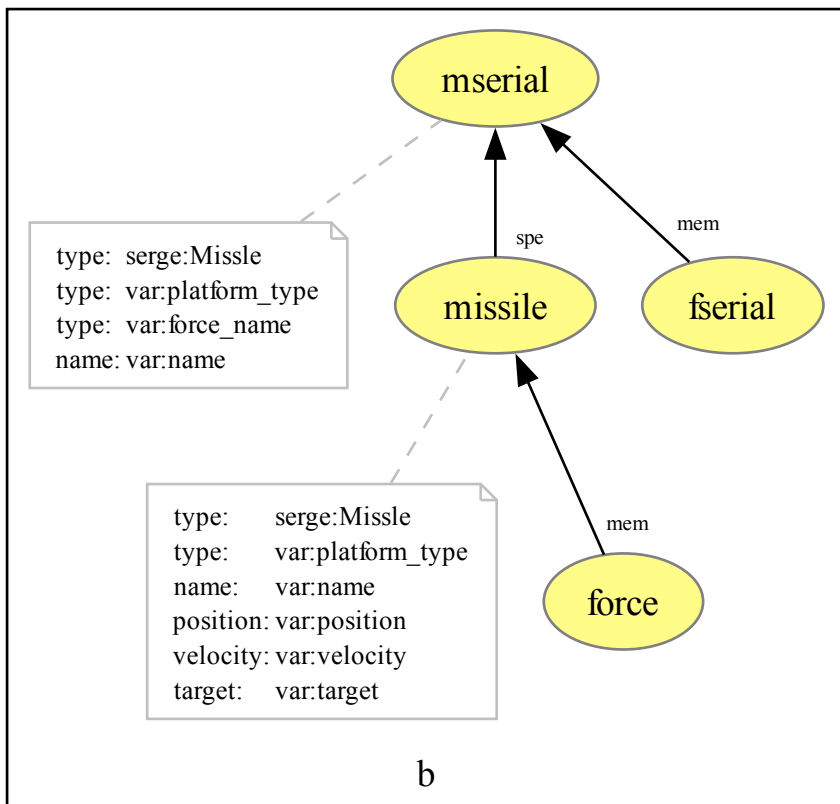 mserial
spe
mem
type: serge:Missle
type: var:platform_type
type: var:force_name
name: var:name
missile
fserial
type: serge:Missle
type: var:platform_type
name: var:name
position: var:position
velocity: var:velocity
target: var:target
mem
force
b